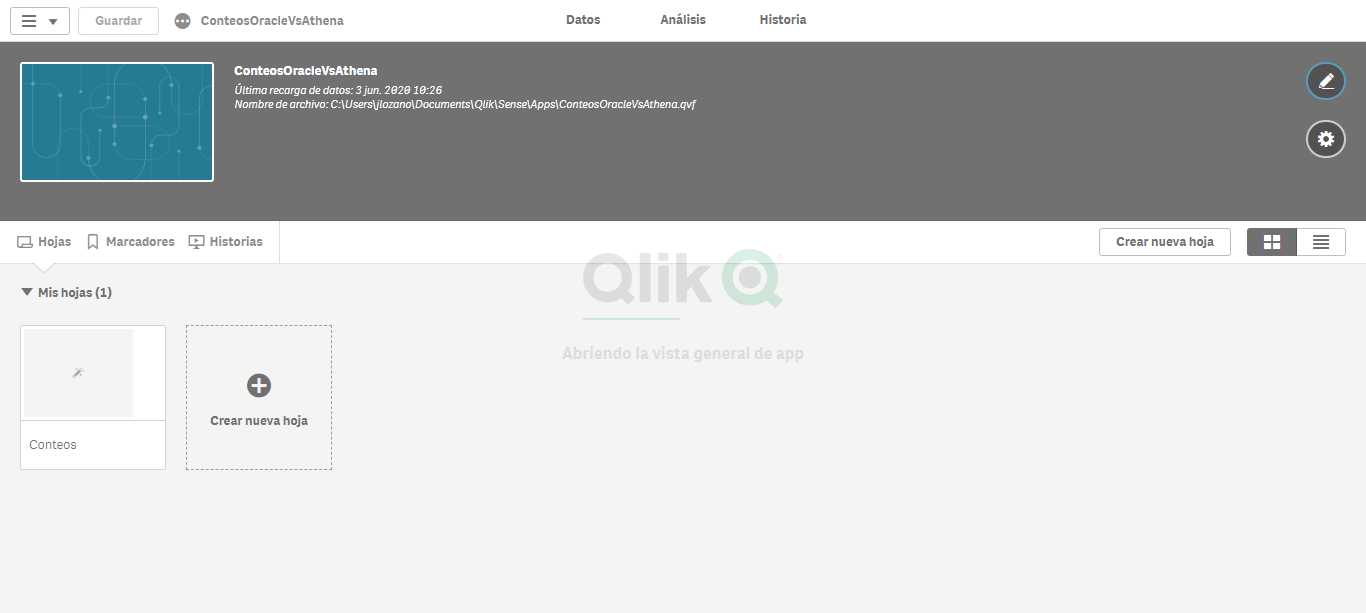 Guardar
ConteosOracleVsAthena
Datos
Análisis
Historia
ConteosOracleVsAthena
Última recarga de datos: 3 jun. 2020 10:26
Nombre de archivo: C:\Users\jlozano\Documents\Qlik\Sense\Apps\ConteosOracleVsAthena.qvf
Hojas
Marcadores
Historias
Crear nueva hoja
Qlik
Abriendo la vista general de app
Mis hojas (1)
Conteos
Crear nueva hoja